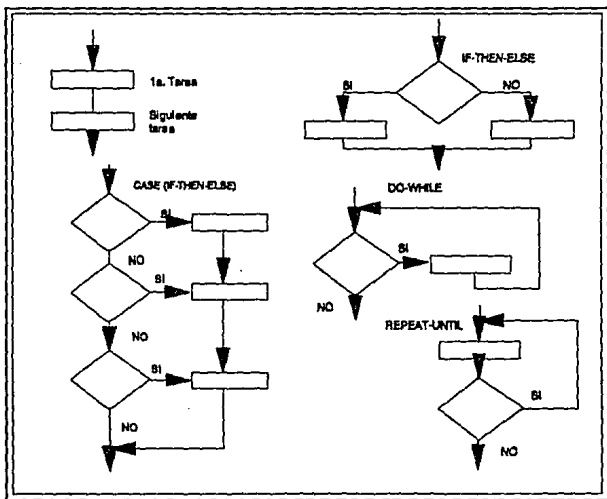 1a. Tarea
Siguiente
tarea
IF-THEN-ELSE
SI
NO
CASE (IF-THEN-ELSE)
SI
NO
SI
NO
SI
NO
DO-WHILE
SI
NO
REPEAT-UNTIL
SI
NO